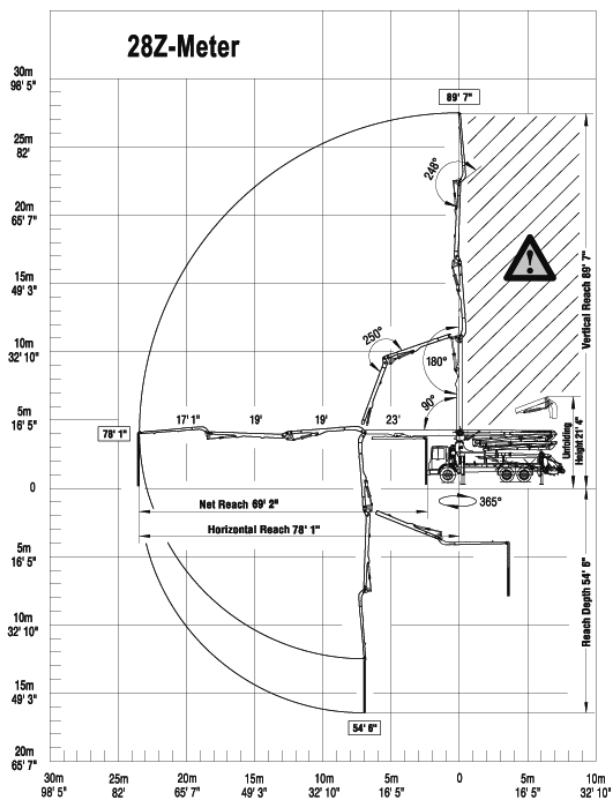 28Z-Meter
30m
98' 5"
89' 7"
25m
82'
248°
20m
65' 7"
!
Vertical Reach 89' 7"
15m
49' 3"
10m
32' 10"
250°
180°
90°
5m
16' 5"
17' 1"
19'
19'
23'
78' 1"
Unfolding
Height 21' 4"
0
Net Reach 69' 2"
365°
Horizontal Reach 78' 1"
5m
16' 5"
Reach Depth 54' 6"
10m
32' 10"
15m
49' 3"
54' 6"
20m
65' 7"
30m 25m 20m 15m 10m 5m 0 5m 10m
98' 5" 82' 65' 7" 49' 3" 32' 10" 16' 5" 16' 5" 32' 10"